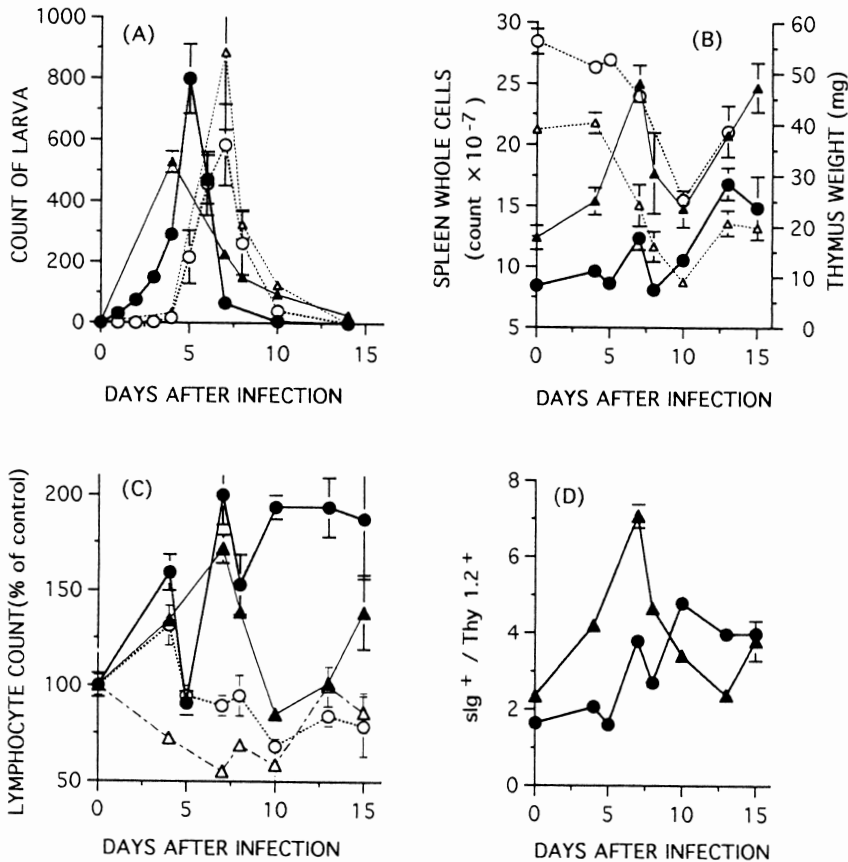 (A)
COUNT OF LARVA
1000
800
600
400
200
0
0 5 10 15
DAYS AFTER INFECTION
(B)
SPLEEN WHOLE CELLS
(count × 10⁻⁷)
30
25
20
15
10
5
60
50
40
30
20
10
0
THYMUS WEIGHT (mg)
0 5 10 15
DAYS AFTER INFECTION
(C)
LYMPHOCYTE COUNT(% of control)
200
150
100
50
0 5 10 15
DAYS AFTER INFECTION
(D)
sIg⁺ / Thy 1.2⁺
8
6
4
2
0
0 5 10 15
DAYS AFTER INFECTION